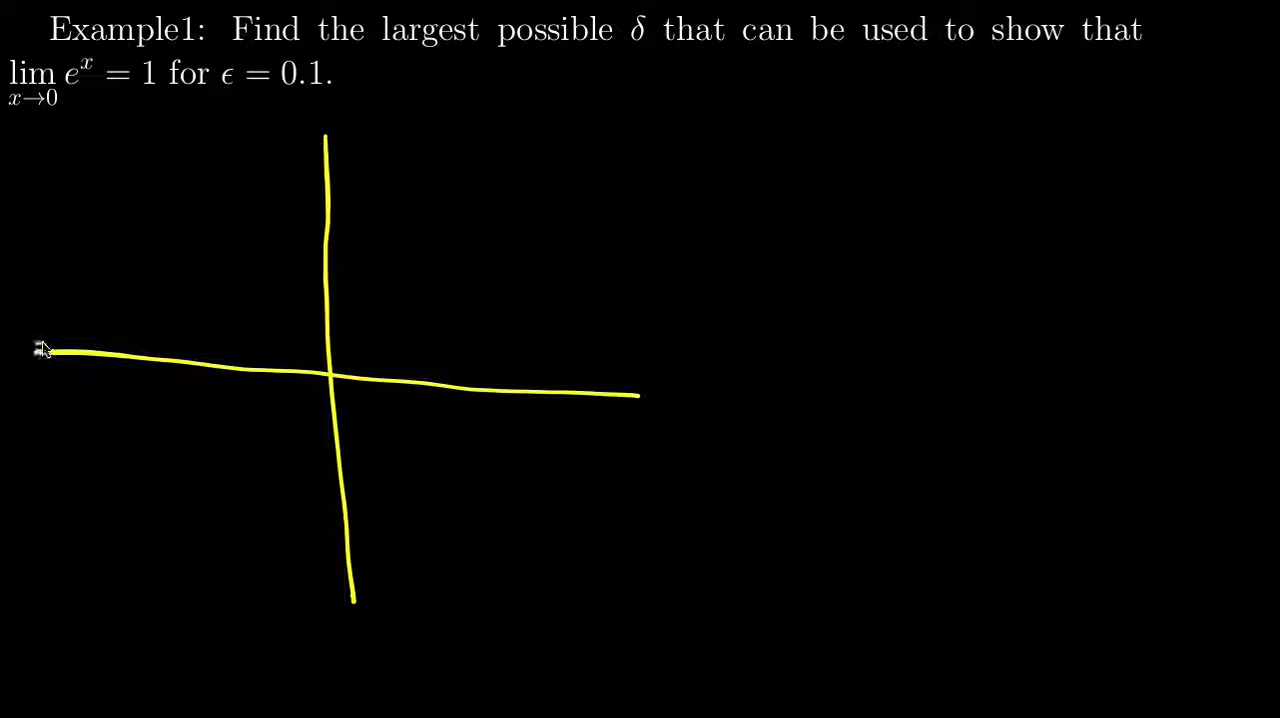 Example1: Find the largest possible δ that can be used to show that
lim e^x = 1 for ϵ = 0.1.
x→0